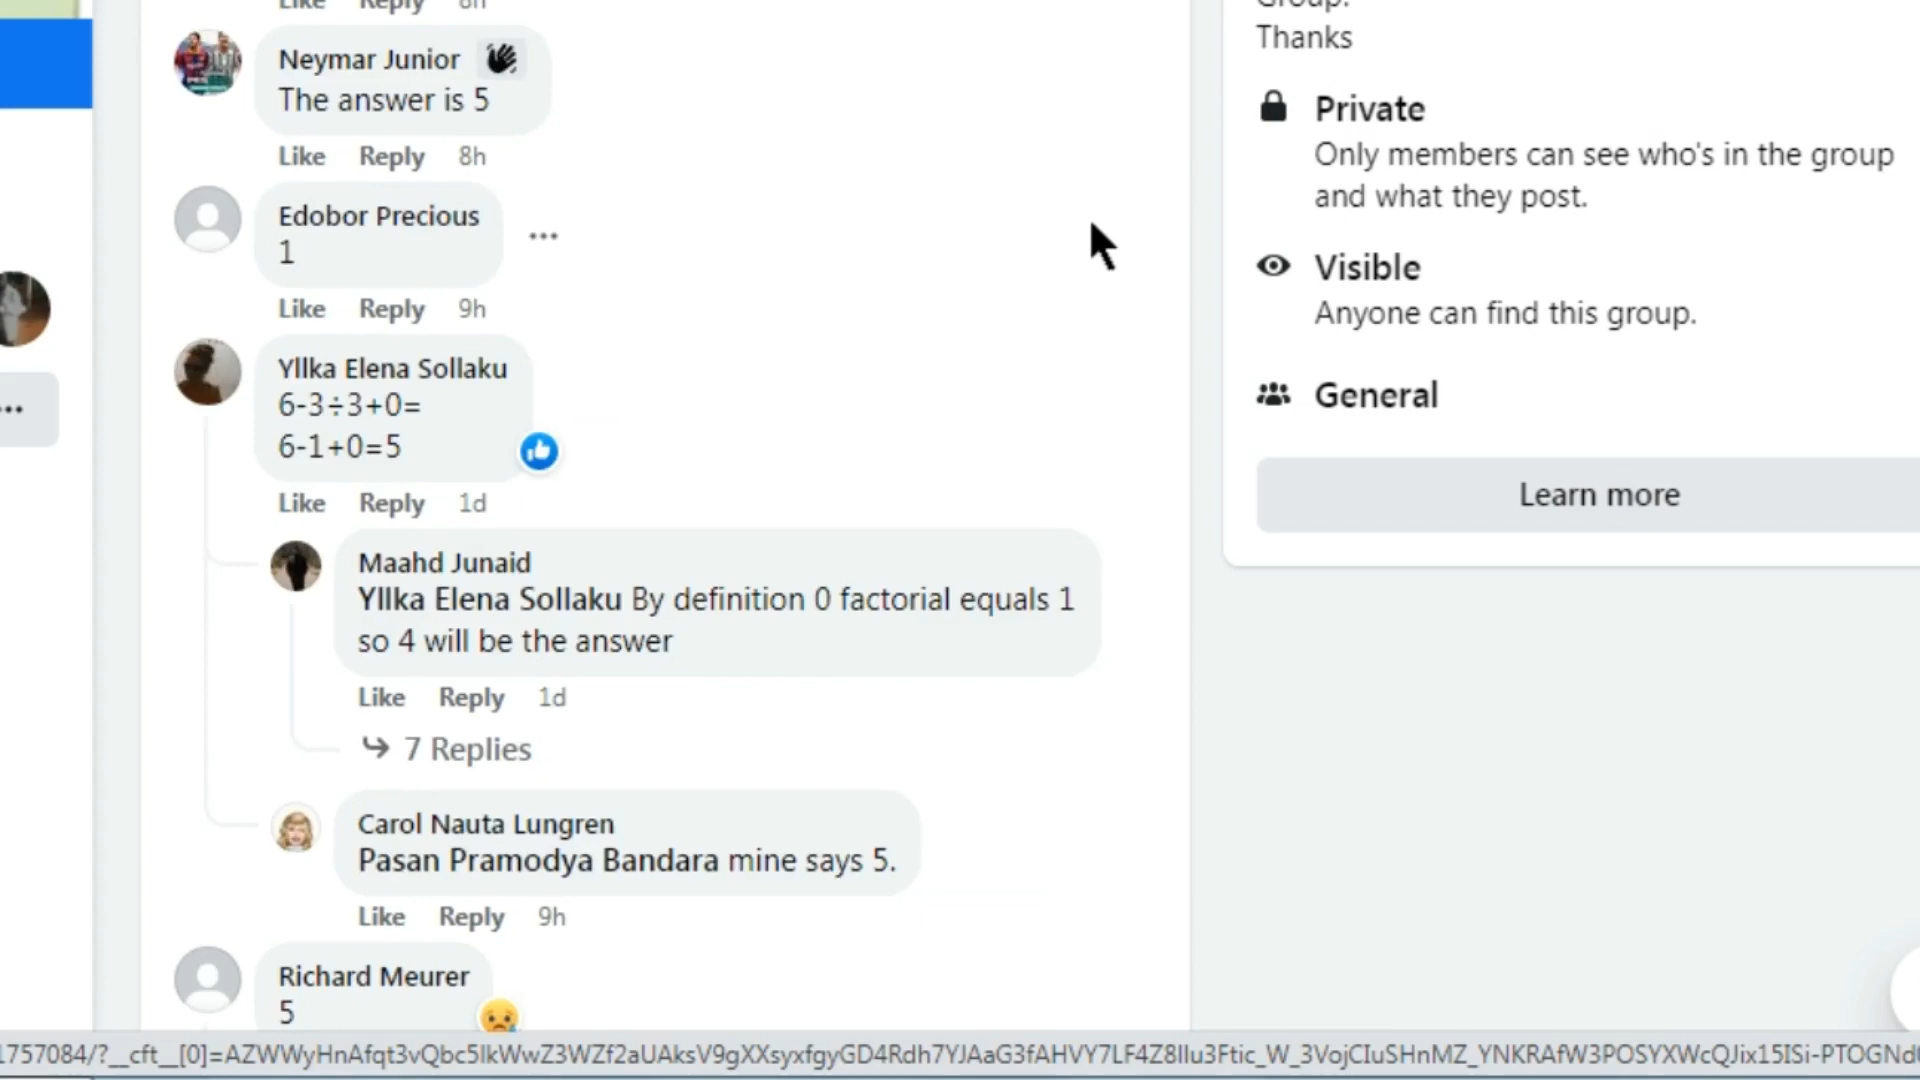 Like Reply 8h
Group.
Thanks
Neymar Junior
The answer is 5
Like Reply 8h
Edobor Precious
1
Like Reply 9h
Yllka Elena Sollaku
6-3÷3+0=
6-1+0=5
Like Reply 1d
Maahd Junaid
Yllka Elena Sollaku By definition 0 factorial equals 1
so 4 will be the answer
Like Reply 1d
7 Replies
Carol Nauta Lungren
Pasan Pramodya Bandara mine says 5.
Like Reply 9h
Richard Meurer
5
Private
Only members can see who's in the group
and what they post.
Visible
Anyone can find this group.
General
Learn more